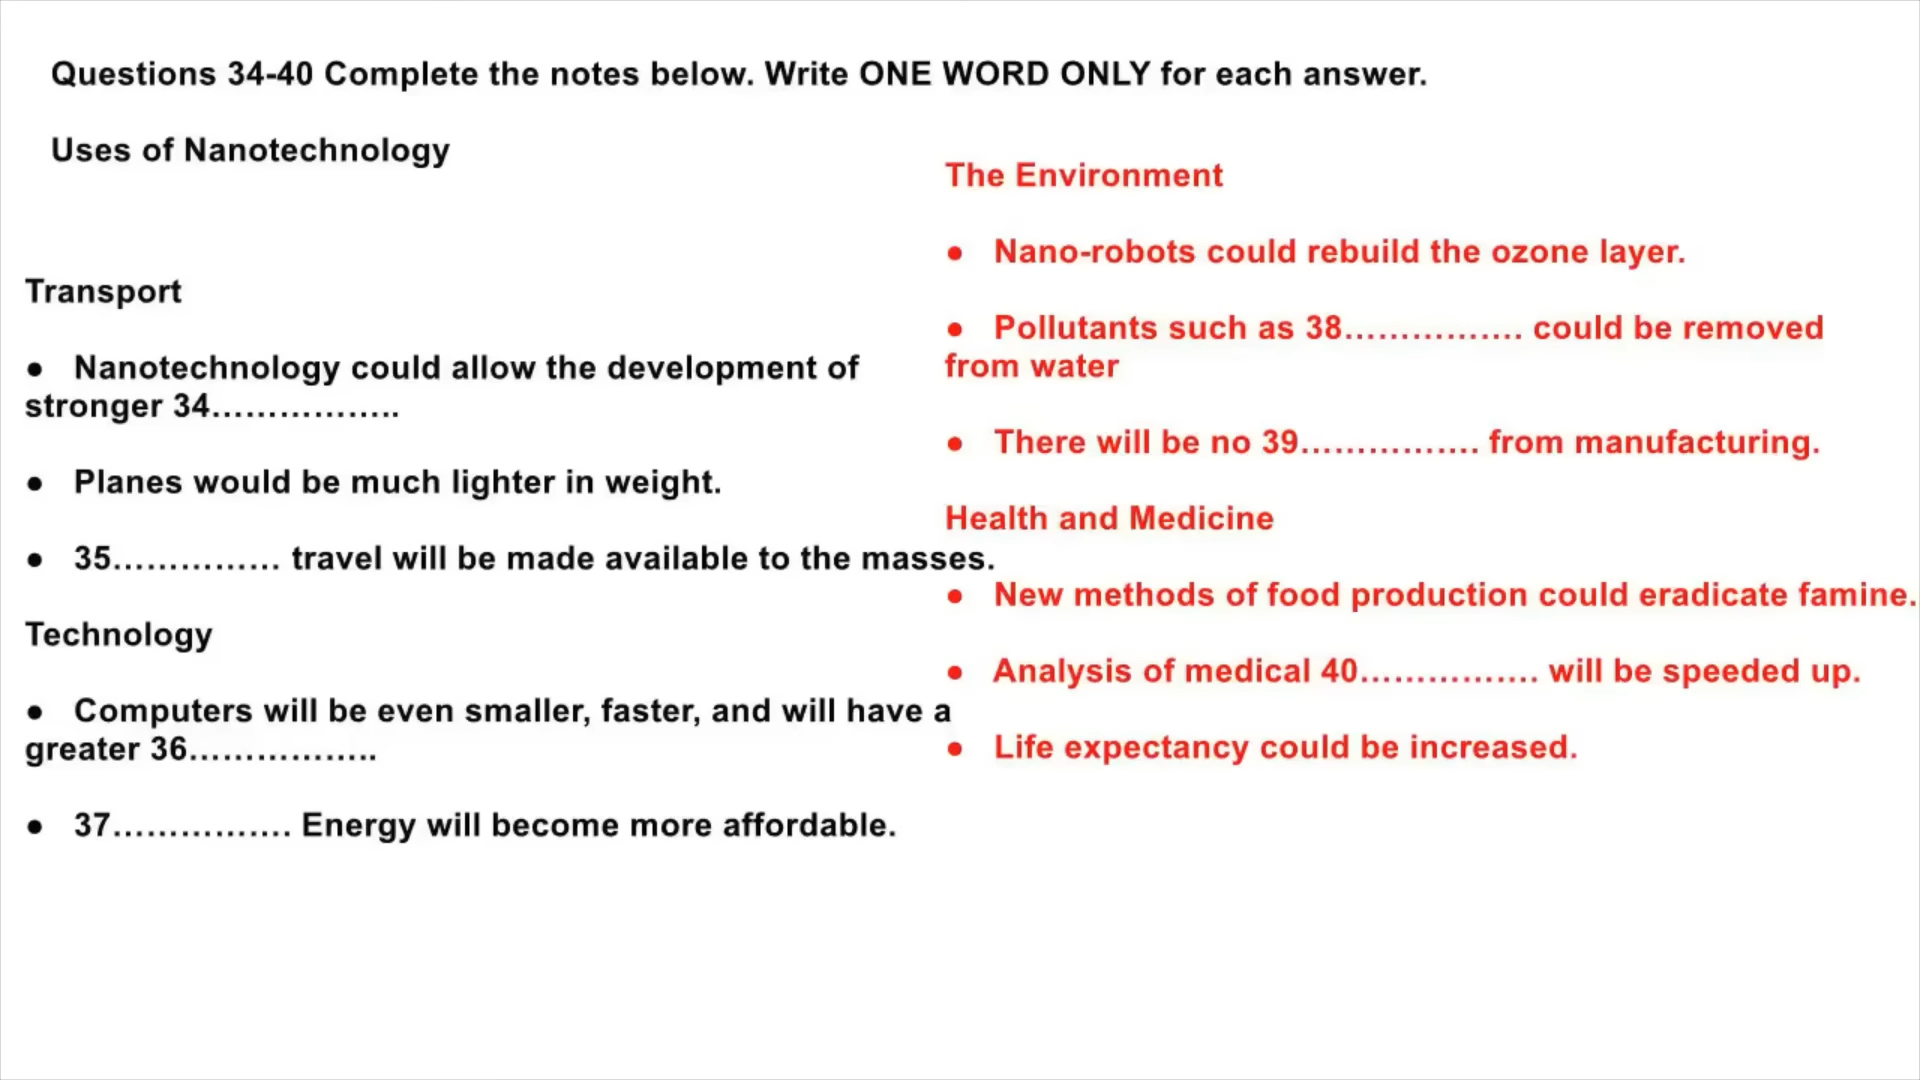 Questions 34-40 Complete the notes below. Write ONE WORD ONLY for each answer.
Uses of Nanotechnology
Transport
● Nanotechnology could allow the development of
stronger 34……………..
● Planes would be much lighter in weight.
● 35…………… travel will be made available to the masses.
Technology
● Computers will be even smaller, faster, and will have a
greater 36……………..
● 37……………. Energy will become more affordable.
The Environment
● Nano-robots could rebuild the ozone layer.
● Pollutants such as 38……………. could be removed
from water
● There will be no 39……………. from manufacturing.
Health and Medicine
● New methods of food production could eradicate famine.
● Analysis of medical 40……………. will be speeded up.
● Life expectancy could be increased.